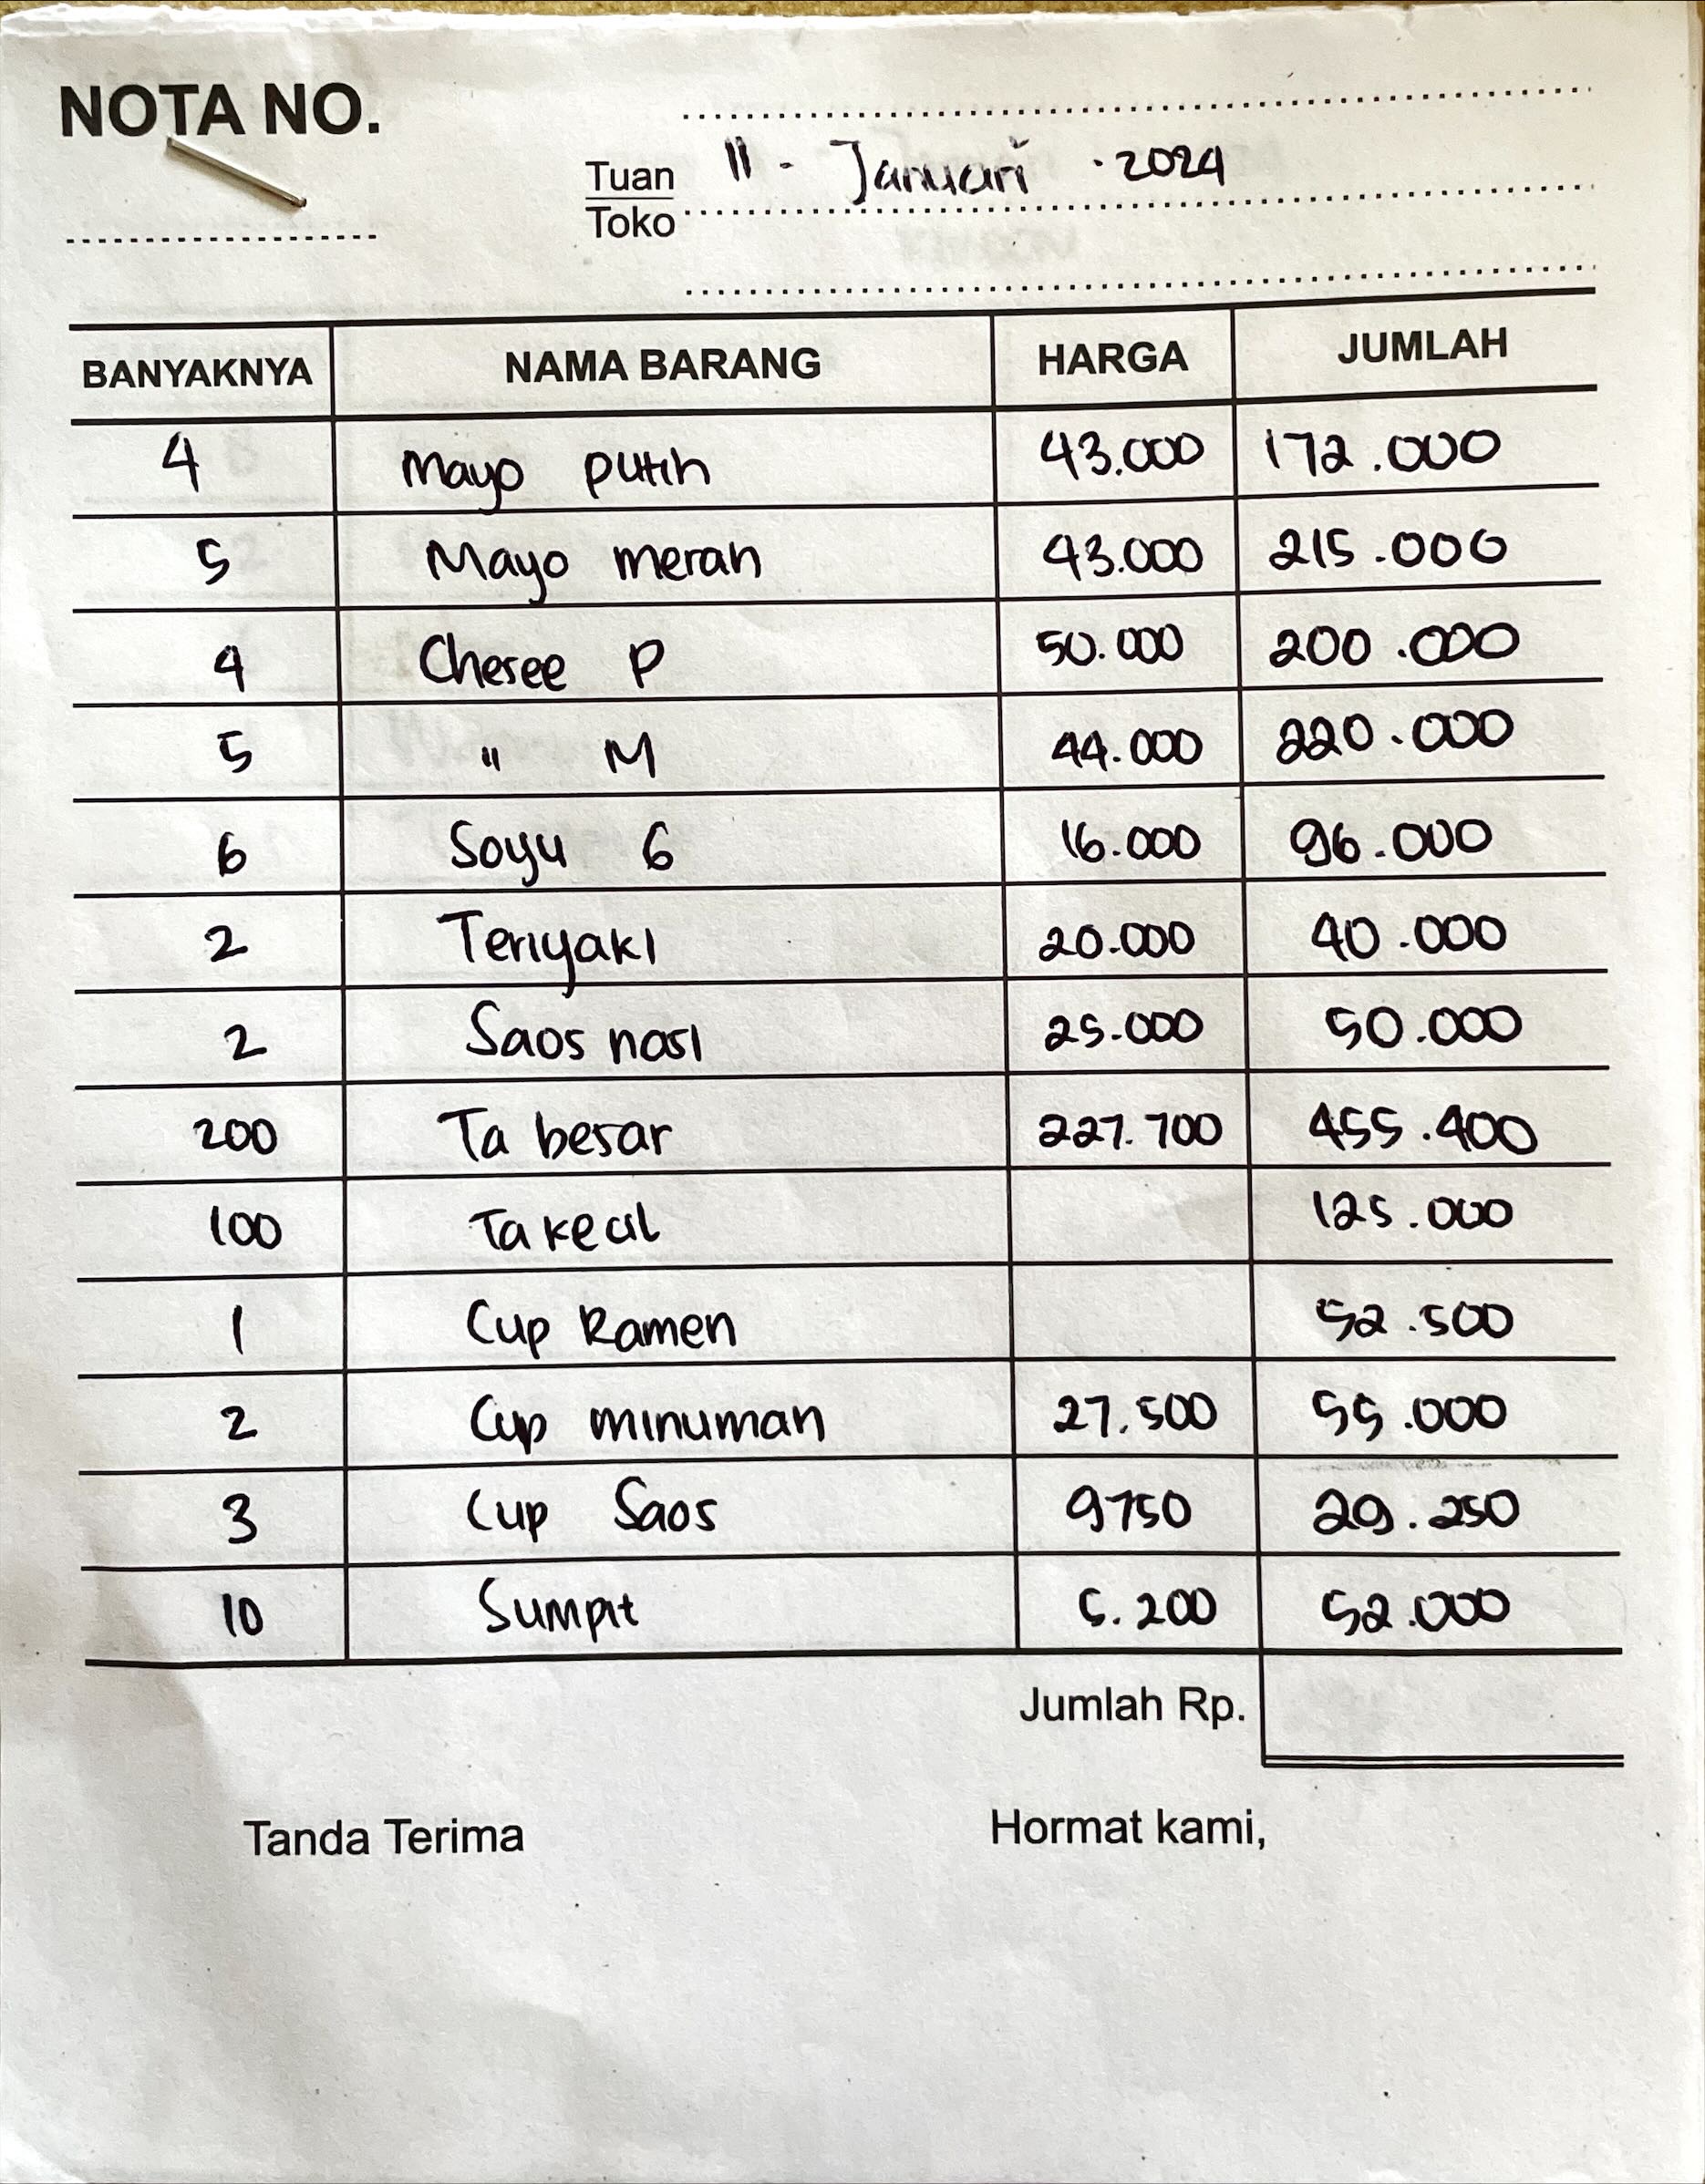 NOTA NO.
Tuan 11 - Januari · 2024
Toko
BANYAKNYA NAMA BARANG HARGA JUMLAH
4 Mayo putih 43.000 172.000
5 Mayo merah 43.000 215.000
4 Chesee P 50.000 200.000
5 " M 44.000 220.000
6 Soyu 6 16.000 96.000
2 Teriyaki 20.000 40.000
2 Saos nasi 25.000 50.000
200 Ta besar 227.700 455.400
100 Ta kecil 125.000
1 Cup Ramen 52.500
2 Cup minuman 27.500 55.000
3 Cup Saos 9750 29.250
10 Sumpit 5.200 52.000
Jumlah Rp.
Tanda Terima Hormat kami,